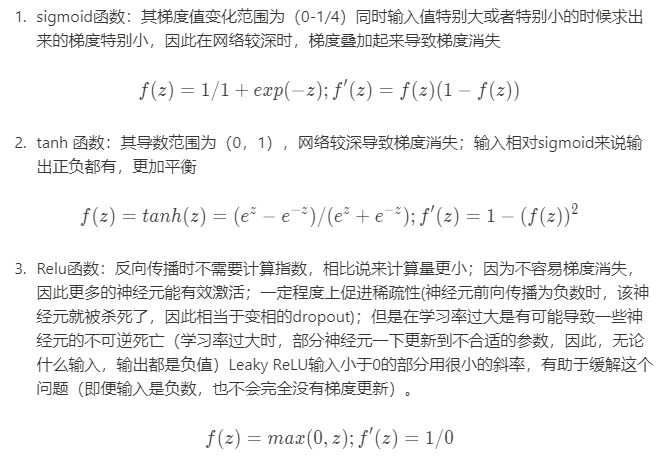 1. sigmoid函数：其梯度值变化范围为（0-1/4）同时输入值特别大或者特别小的时候求出
来的梯度特别小，因此在网络较深时，梯度叠加起来导致梯度消失
f(z) = 1/1 + exp(−z); f′(z) = f(z)(1 − f(z))
2. tanh 函数：其导数范围为（0，1），网络较深导致梯度消失；输入相对sigmoid来说输
出正负都有，更加平衡
f(z) = tanh(z) = (e^z − e^{−z})/(e^z + e^{−z}); f′(z) = 1 − (f(z))^2
3. Relu函数：反向传播时不需要计算指数，相比说来计算量更小；因为不容易梯度消失，
因此更多的神经元能有效激活；一定程度上促进稀疏性(神经元前向传播为负数时，该神
经元就被杀死了，因此相当于变相的dropout)；但是在学习率过大是有可能导致一些神
经元的不可逆死亡（学习率过大时，部分神经元一下更新到不合适的参数，因此，无论
什么输入，输出都是负值）Leaky ReLU输入小于0的部分用很小的斜率，有助于缓解这个
问题（即便输入是负数，也不会完全没有梯度更新）。
f(z) = max(0, z); f′(z) = 1/0